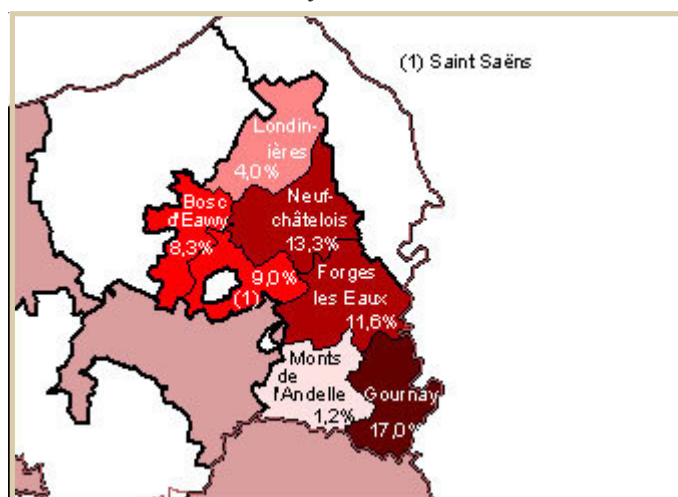 (1) Saint Saëns
Londin-
ières
4,0%
Bosc
d'Eawy
8,3%
Neuf-
châtelois
13,3%
9,0%
(1)
Forges
les Eaux
11,6%
Monts
de
l'Andelle
1,2%
Gournay
17,0%